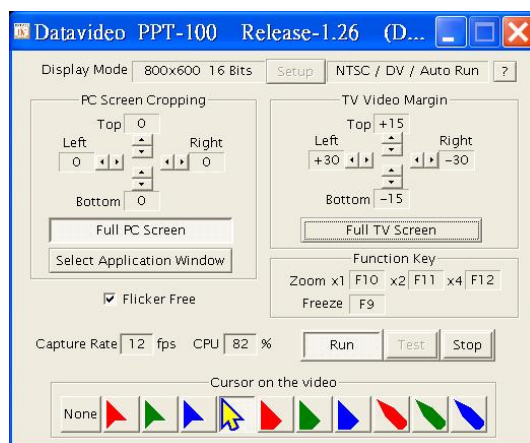 Datavideo PPT-100 Release-1.26 (D...
Display Mode 800x600 16 Bits Setup NTSC / DV / Auto Run ?
PC Screen Cropping
Top 0
Left Right
0 0
Bottom 0
Full PC Screen
Select Application Window
TV Video Margin
Top +15
Left Right
+30 -30
Bottom -15
Full TV Screen
Function Key
Zoom x1 F10 x2 F11 x4 F12
Freeze F9
Flicker Free
Capture Rate 12 fps CPU 82 % Run Test Stop
Cursor on the video
None